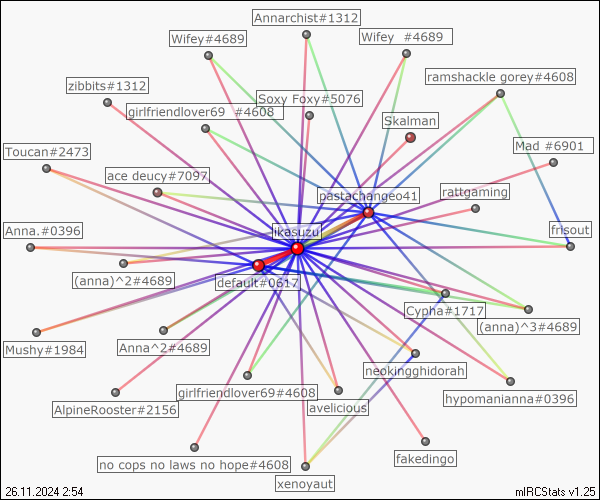 Annarchist#1312
Wifey#4689
Wifey #4689
ramshackle gorey#4608
zibbits#1312
Soxy Foxy#5076
girlfriendlover69 #4608
Skalman
Toucan#2473
Mad #6901
ace deucy#7097
pastachangeo41
rattganing
Anna.#0396
likasuzu
frisout
(anna)^2#4689
default#0617
Cypha#1717
(anna)^3#4689
Mushy#1984
Anna^2#4689
neokingghidorah
girlfriendlover69#4608
hypomanianna#0396
AlpineRooster#2156
avelicious
no cops no laws no hope#4608
fakedingo
xenoyaut
26.11.2024 2:54
mIRCStats v1.25